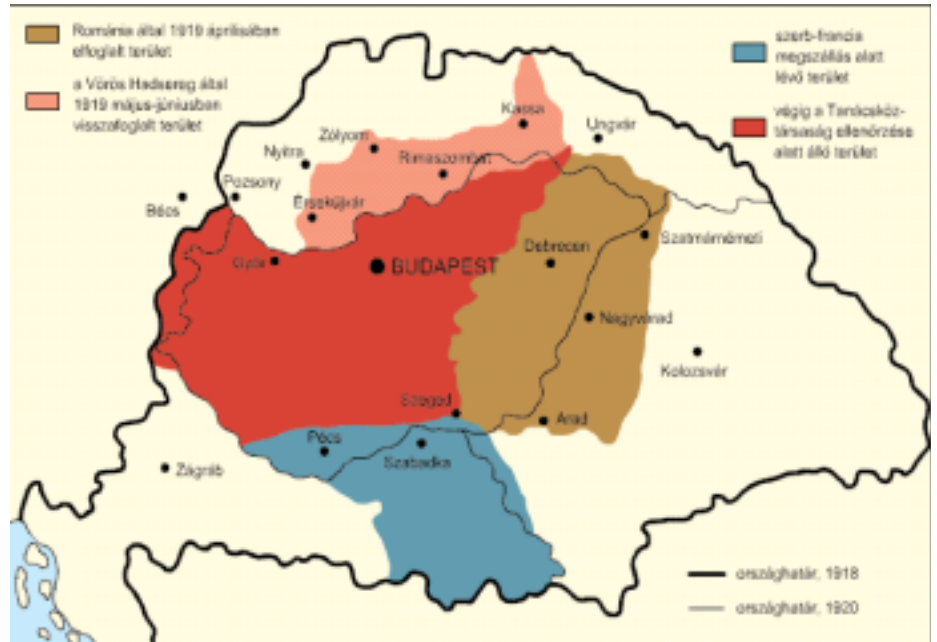 Románia által 1919 áprilisában
elfoglalt terület
a Vörös Hadsereg által
1919 május-júniusban
visszafoglalt terület
szerb-francia
megszállás alatt
lévő terület
végig a Tanácsköz-
társaság ellenőrzése
alatt álló terület
Kassa
Ungvár
Zólyom
Nyitra
Rimaszombat
Pozsony
Bécs
Érsekújvár
Szatmárnémeti
Debrecen
Győr
BUDAPEST
Nagyvárad
Kolozsvár
Szeged
Arad
Pécs
Szabadka
Zágráb
országhatár, 1918
országhatár, 1920